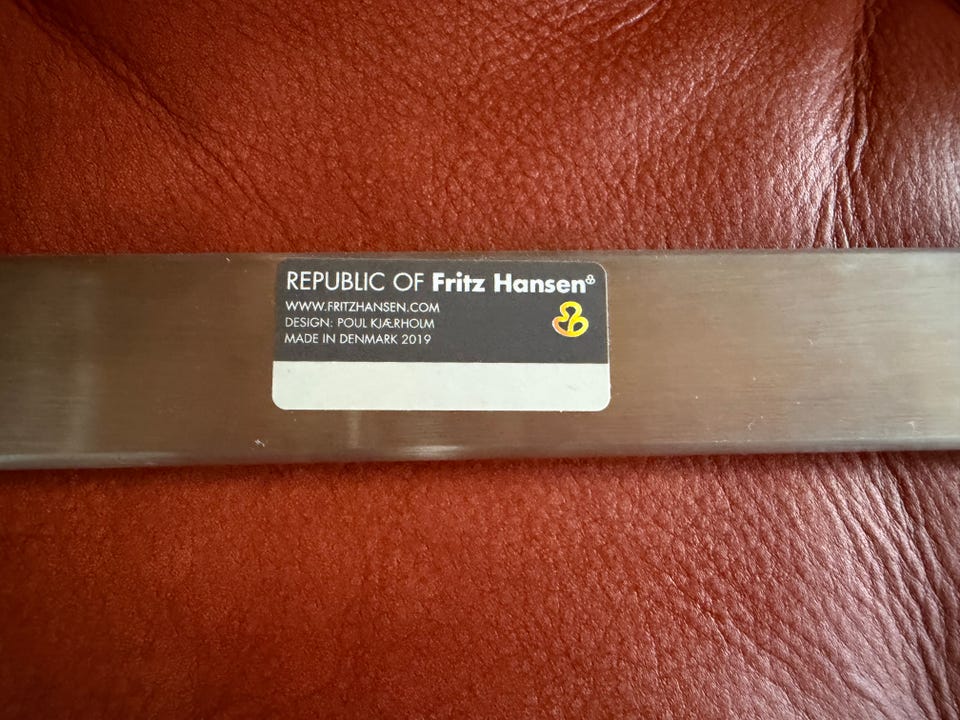 REPUBLIC OF Fritz Hansen®
WWW.FRITZHANSEN.COM
DESIGN: POUL KJÆRHOLM
MADE IN DENMARK 2019